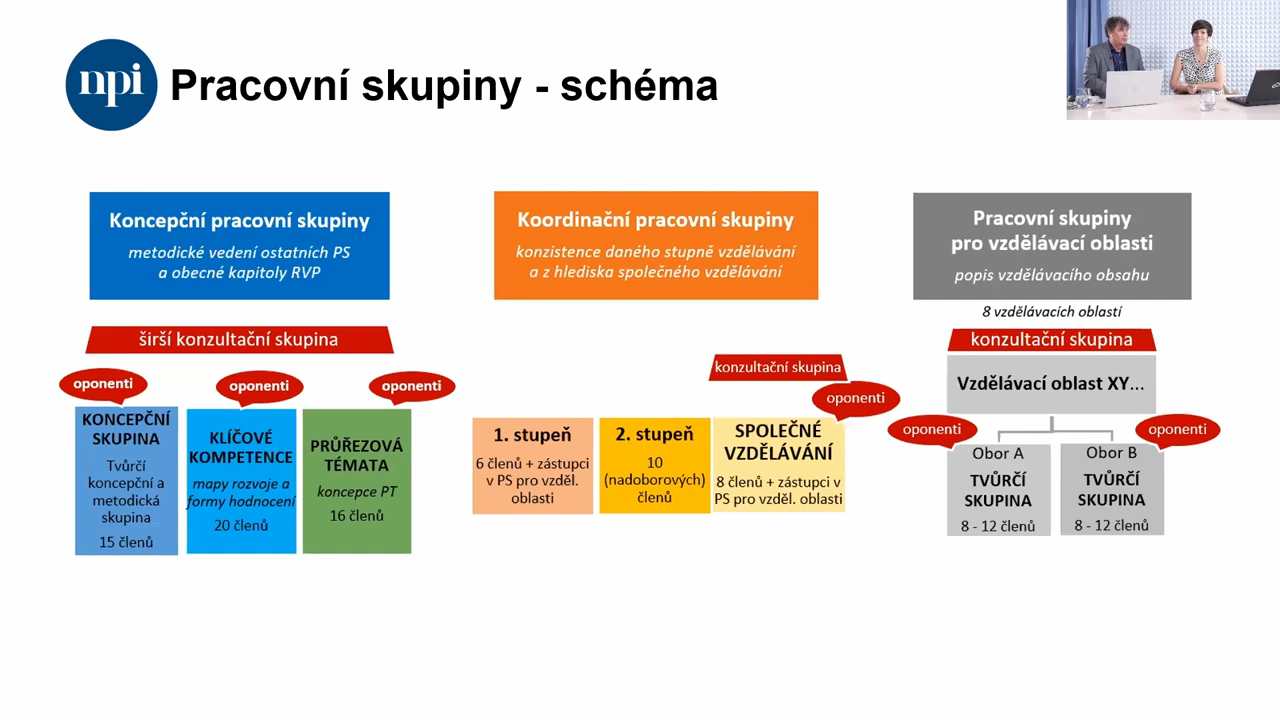 npi
Pracovní skupiny - schéma
Koncepční pracovní skupiny
metodické vedení ostatních PS
a obecné kapitoly RVP
širší konzultační skupina
oponenti
oponenti
oponenti
KONCEPČNÍ
SKUPINA
Tvůrčí
koncepční a
metodická
skupina
15 členů
KLÍČOVÉ
KOMPETENCE
mapy rozvoje a
formy hodnocení
20 členů
PRŮŘEZOVÁ
TÉMATA
koncepce PT
16 členů
Koordinační pracovní skupiny
konzistence daného stupně vzdělávání
a z hlediska společného vzdělávání
konzultační skupina
oponenti
1. stupeň
6 členů + zástupci
v PS pro vzděl.
oblasti
2. stupeň
10
(nadoborových)
členů
SPOLEČNÉ
VZDĚLÁVÁNÍ
8 členů + zástupci v
PS pro vzděl. oblasti
Pracovní skupiny
pro vzdělávací oblasti
popis vzdělávacího obsahu
8 vzdělávacích oblastí
konzultační skupina
Vzdělávací oblast XY...
oponenti
oponenti
Obor A
TVŮRČÍ
SKUPINA
8 - 12 členů
Obor B
TVŮRČÍ
SKUPINA
8 - 12 členů